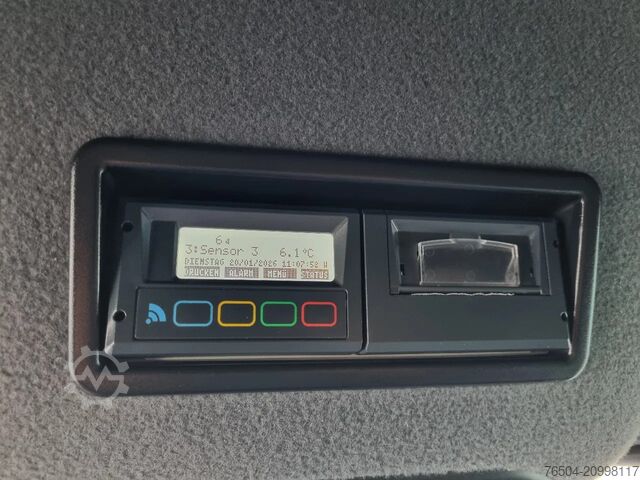 6
3:Sensor 3 6.1°C
DIENSTAG 20/01/2026 11:07:52 W
DRUCKEN ALARM MENÜ STATUS
76504-20998117